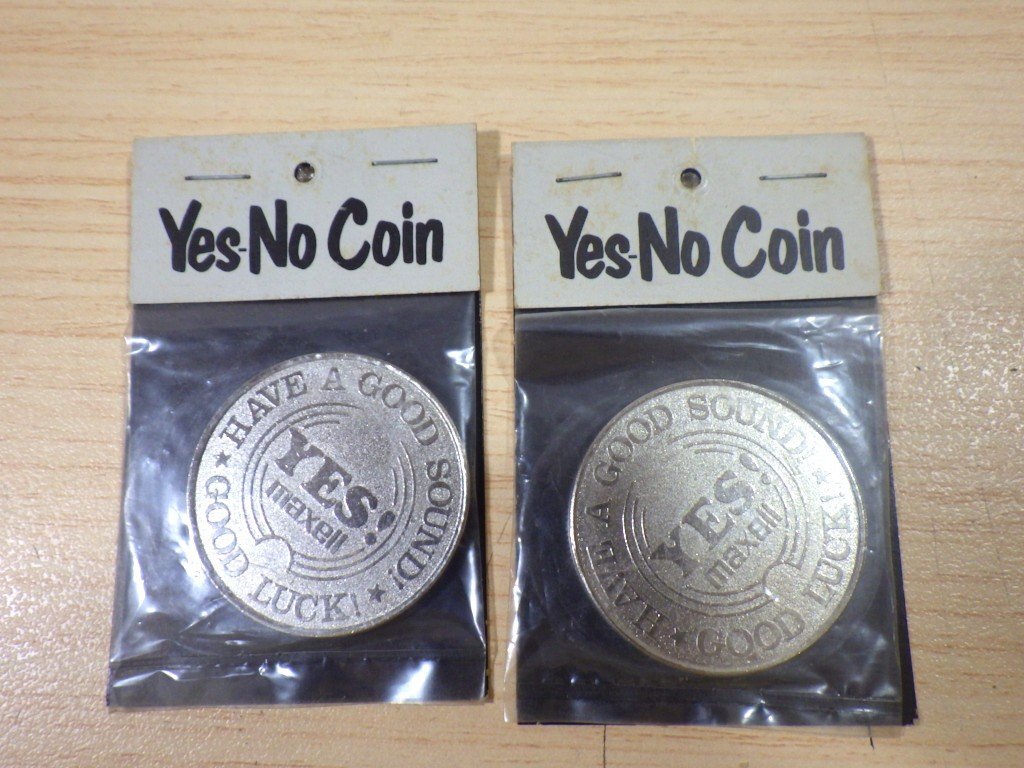 Yes-No Coin
HAVE A GOOD SOUND!
YES!
maxell
GOOD LUCK!
Yes-No Coin
HAVE A GOOD SOUND!
YES!
maxell
GOOD LUCK!